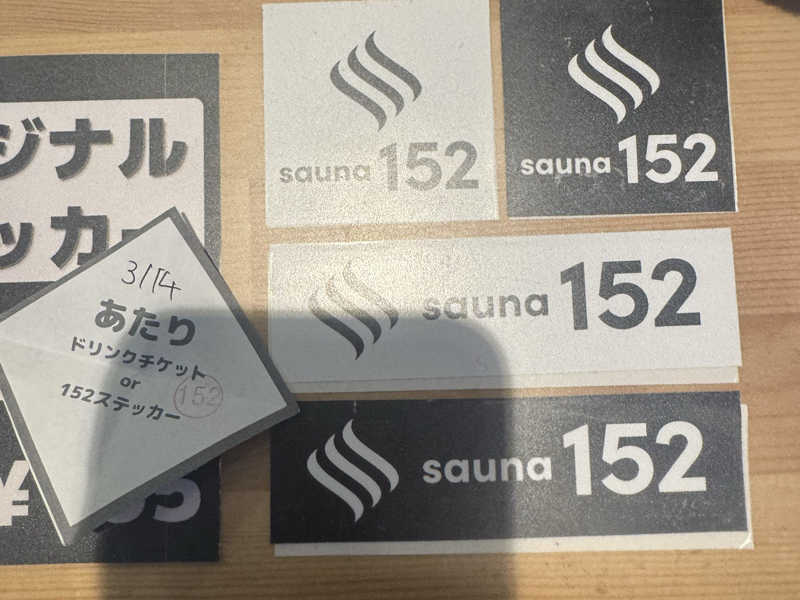 ジナル
ッカー
3/14
あたり
ドリンクチケット
or
152ステッカー
152
¥
sauna 152
sauna 152
sauna 152
sauna 152